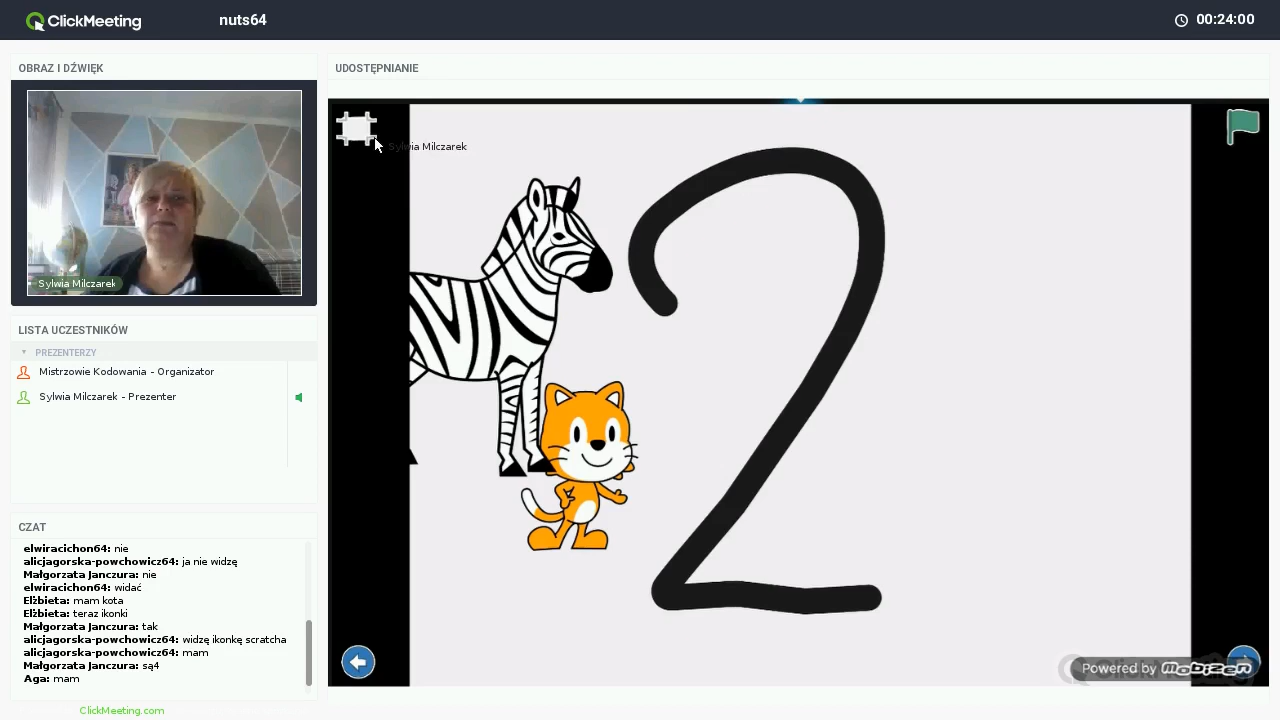 ClickMeeting
nuts64
00:24:00
OBRAZ I DŹWIĘK
Sylwia Milczarek
LISTA UCZESTNIKÓW
PREZENTERZY
Mistrzowie Kodowania - Organizator
Sylwia Milczarek - Prezenter
CZAT
elwiracichon64: nie
alicjagorska-powchowicz64: ja nie widzę
Małgorzata Janczura: nie
elwiracichon64: widać
Elżbieta: mam kota
Elżbieta: teraz ikonki
Małgorzata Janczura: tak
alicjagorska-powchowicz64: widzę ikonkę scratcha
alicjagorska-powchowicz64: mam
Małgorzata Janczura: są4
Aga: mam
ClickMeeting.com
UDOSTĘPNIANIE
Sylwia Milczarek
2
Powered by Mobizen